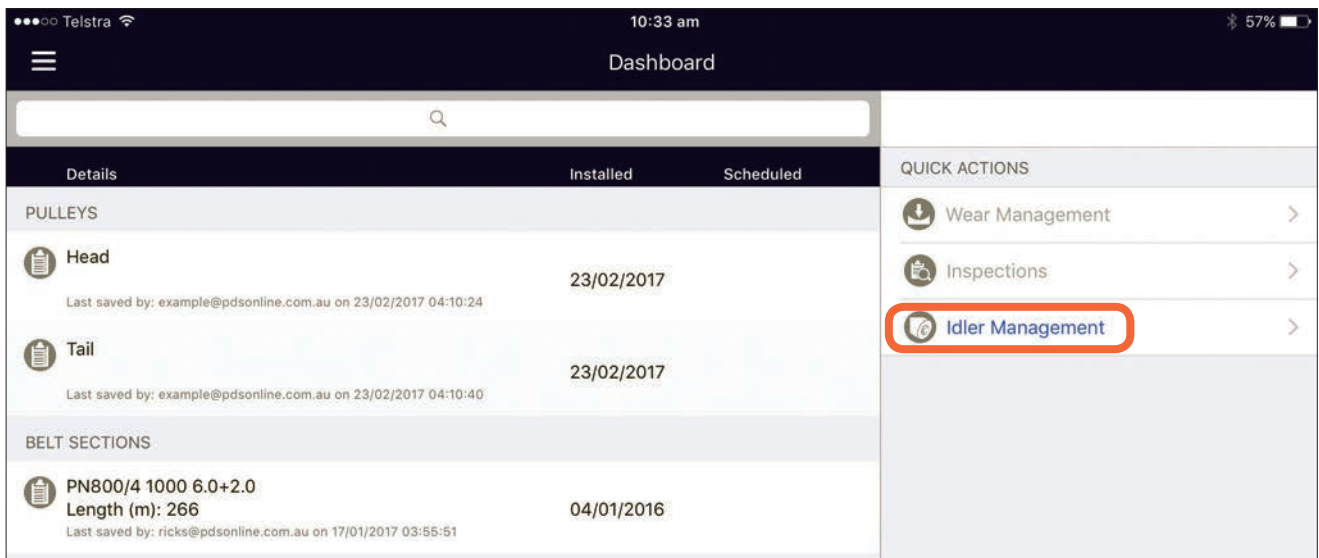 Telstra 10:33 am 57%
Dashboard
Details Installed Scheduled
PULLEYS
Head
23/02/2017
Last saved by: example@pdsonline.com.au on 23/02/2017 04:10:24
Tail
23/02/2017
Last saved by: example@pdsonline.com.au on 23/02/2017 04:10:40
BELT SECTIONS
PN800/4 1000 6.0+2.0
Length (m): 266
04/01/2016
Last saved by: ricks@pdsonline.com.au on 17/01/2017 03:55:51
QUICK ACTIONS
Wear Management
Inspections
Idler Management